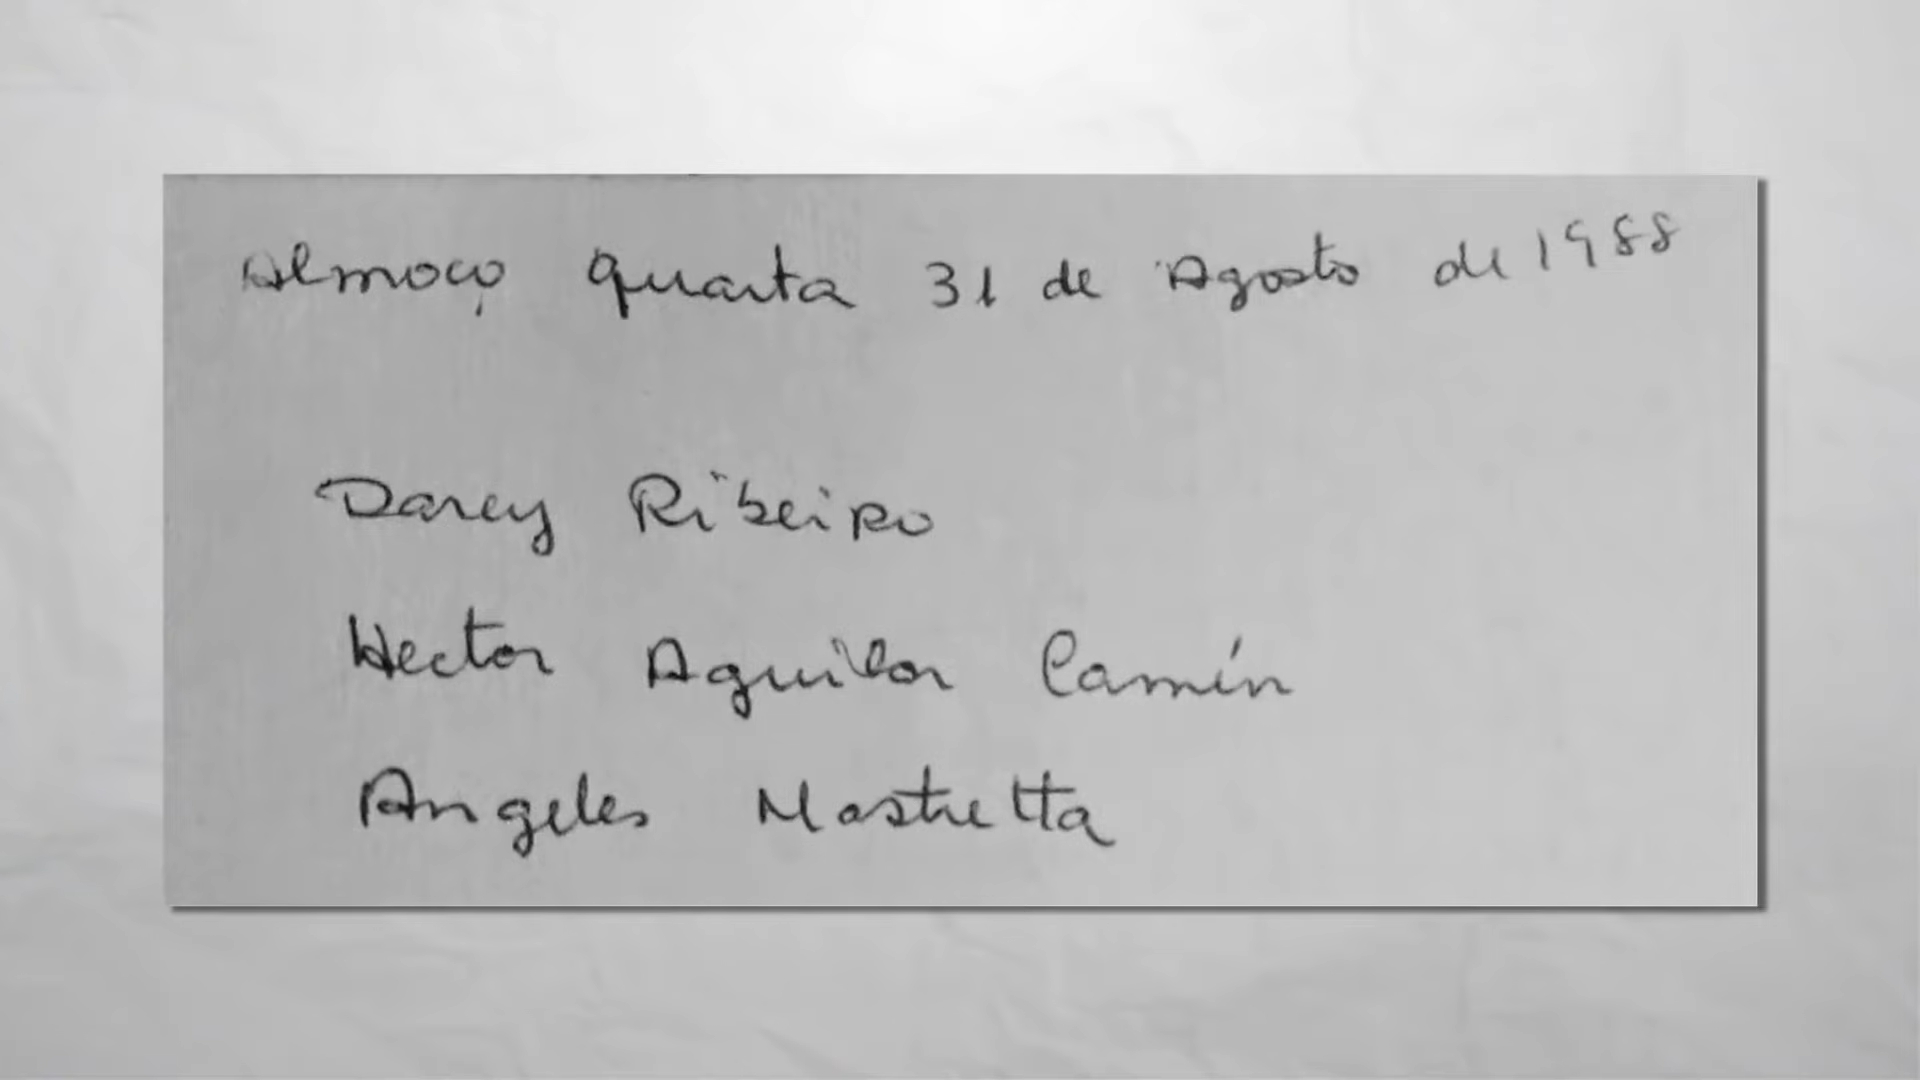 Almoço Quarta 31 de Agosto de 1988
Darcy Ribeiro
Hector Aguilar Camín
Angeles Mastretta